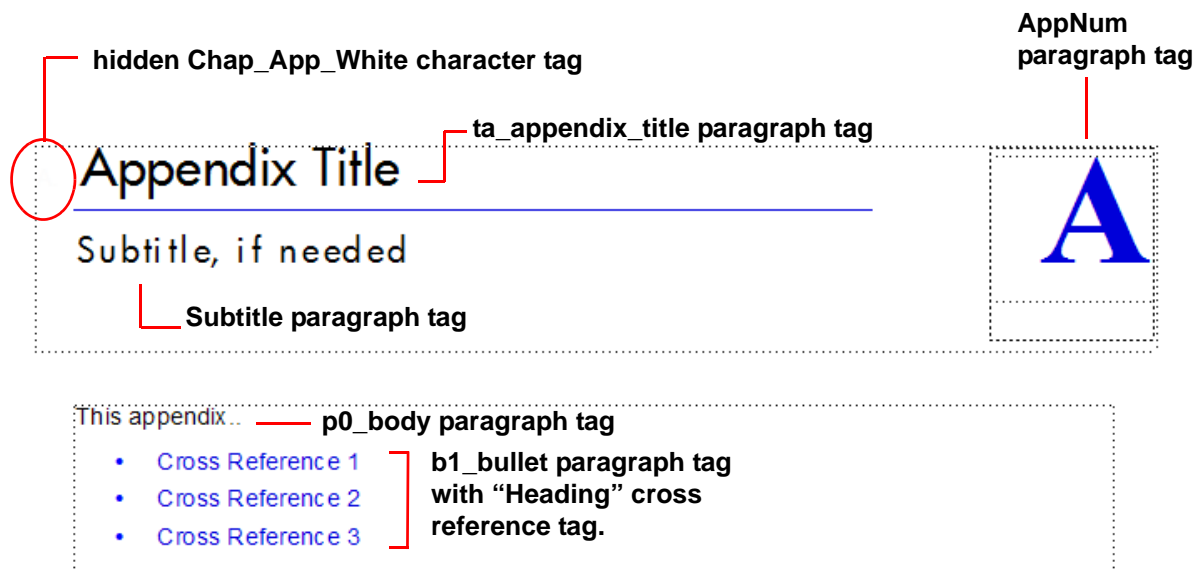 AppNum
paragraph tag
hidden Chap_App_White character tag
ta_appendix_title paragraph tag
Appendix Title
A
Subtitle, if needed
Subtitle paragraph tag
This appendix..
p0_body paragraph tag
• Cross Reference 1
• Cross Reference 2
• Cross Reference 3
b1_bullet paragraph tag
with “Heading” cross
reference tag.